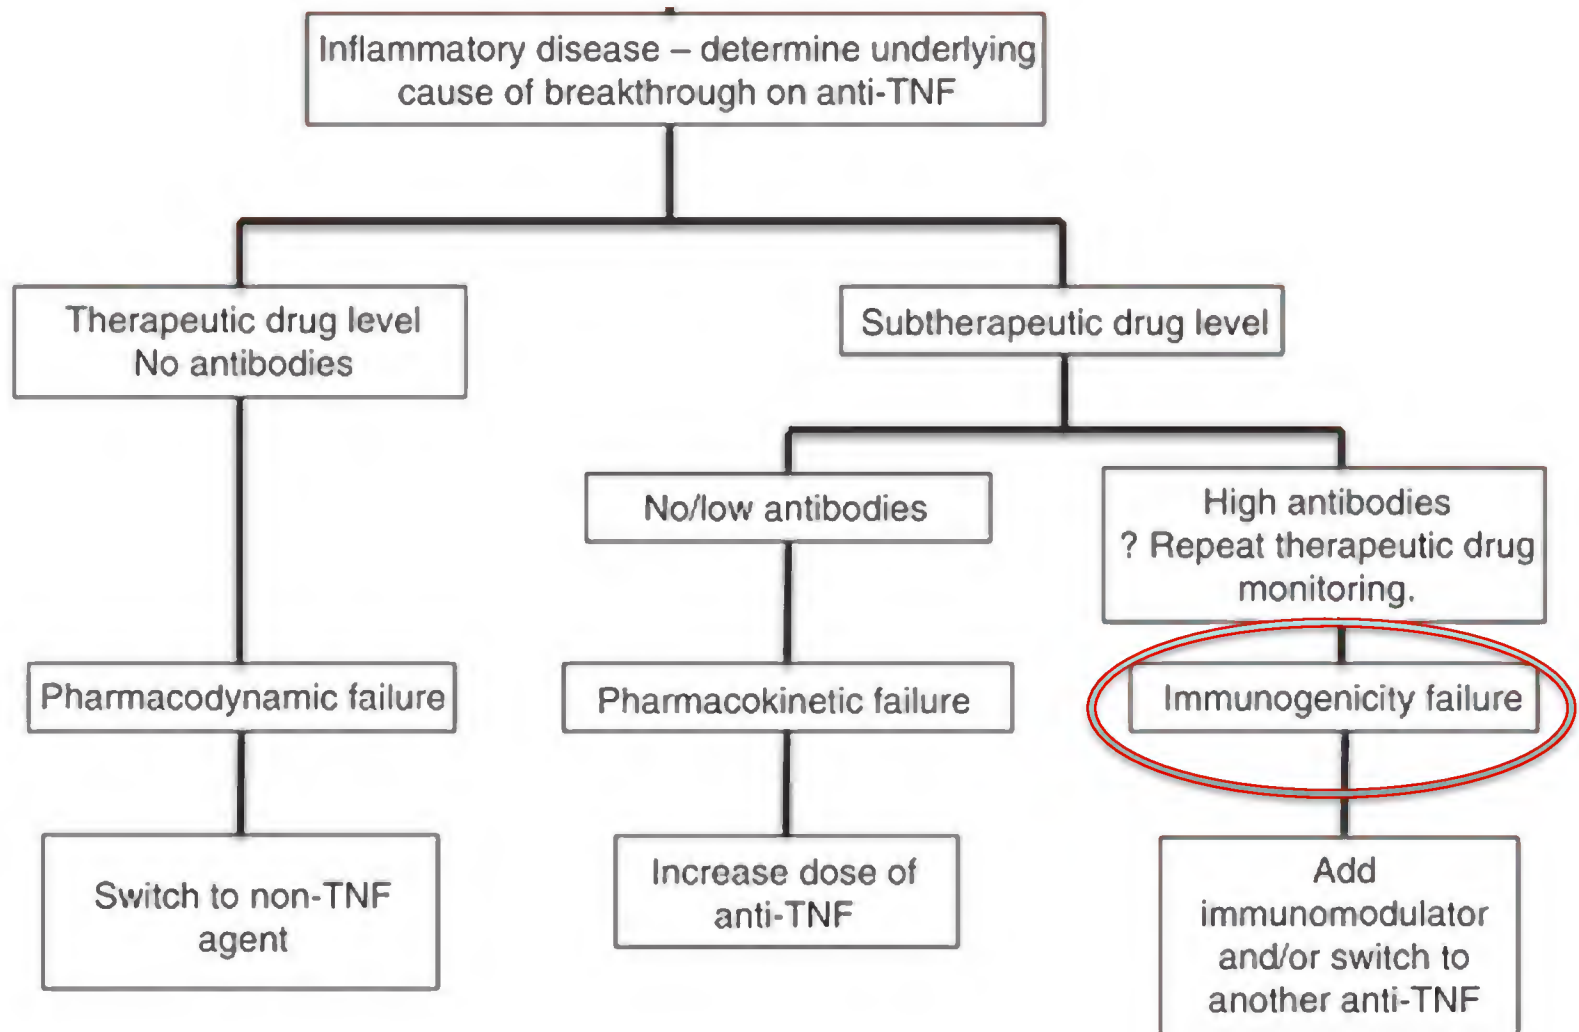 Inflammatory disease – determine underlying
cause of breakthrough on anti-TNF
Therapeutic drug level
No antibodies
Subtherapeutic drug level
No/low antibodies
High antibodies
? Repeat therapeutic drug
monitoring.
Pharmacodynamic failure
Pharmacokinetic failure
Immunogenicity failure
Switch to non-TNF
agent
Increase dose of
anti-TNF
Add
immunomodulator
and/or switch to
another anti-TNF